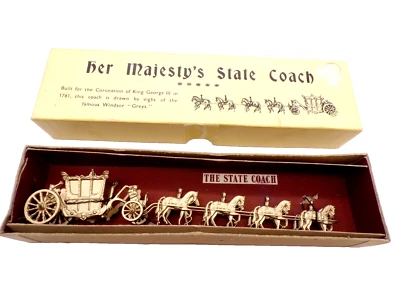 Her Majesty's State Coach
Built for the Coronation of King George III in
1761, this coach is drawn by eight of the
famous Windsor "Greys."
THE STATE COACH